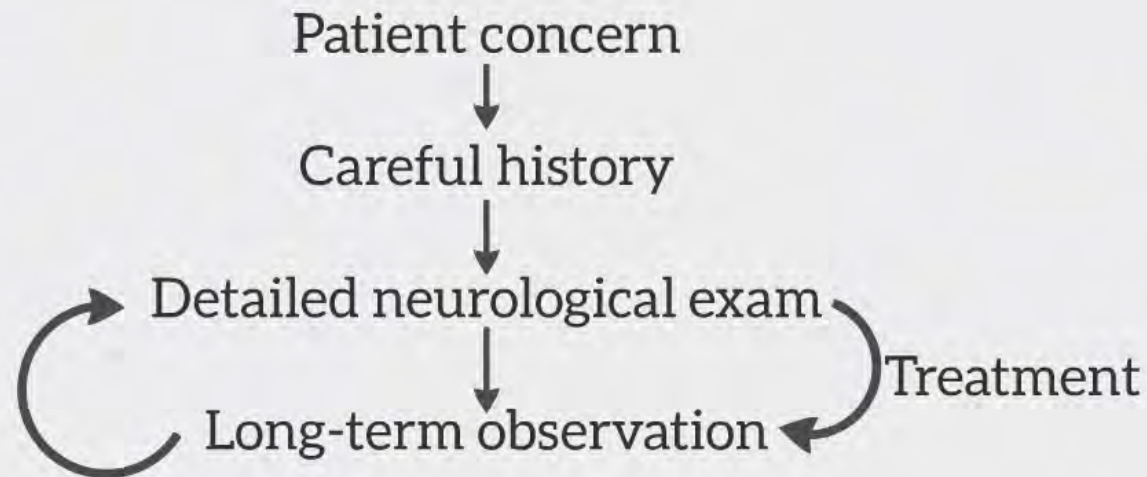 Patient concern
Careful history
Detailed neurological exam
Treatment
Long-term observation